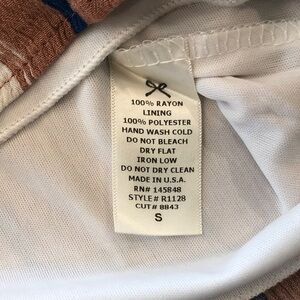 100% RAYON
LINING
100% POLYESTER
HAND WASH COLD
DO NOT BLEACH
DRY FLAT
IRON LOW
DO NOT DRY CLEAN
MADE IN U.S.A.
RN# 145848
STYLE# R1128
CUT# 8843
S